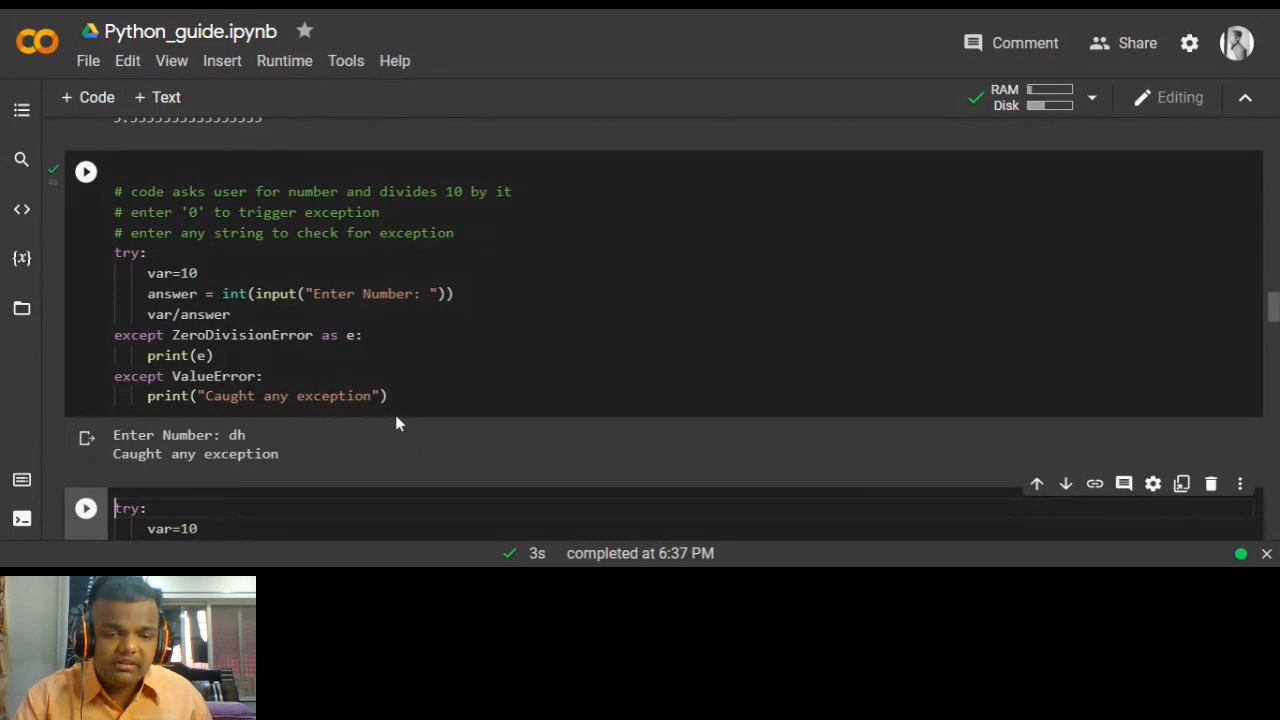 Python_guide.ipynb
Comment
Share
File Edit View Insert Runtime Tools Help
+ Code + Text
RAM
Disk
Editing
4s
# code asks user for number and divides 10 by it
# enter '0' to trigger exception
# enter any string to check for exception
try:
var=10
answer = int(input("Enter Number: "))
var/answer
except ZeroDivisionError as e:
print(e)
except ValueError:
print("Caught any exception")
Enter Number: dh
Caught any exception
try:
var=10
3s completed at 6:37 PM